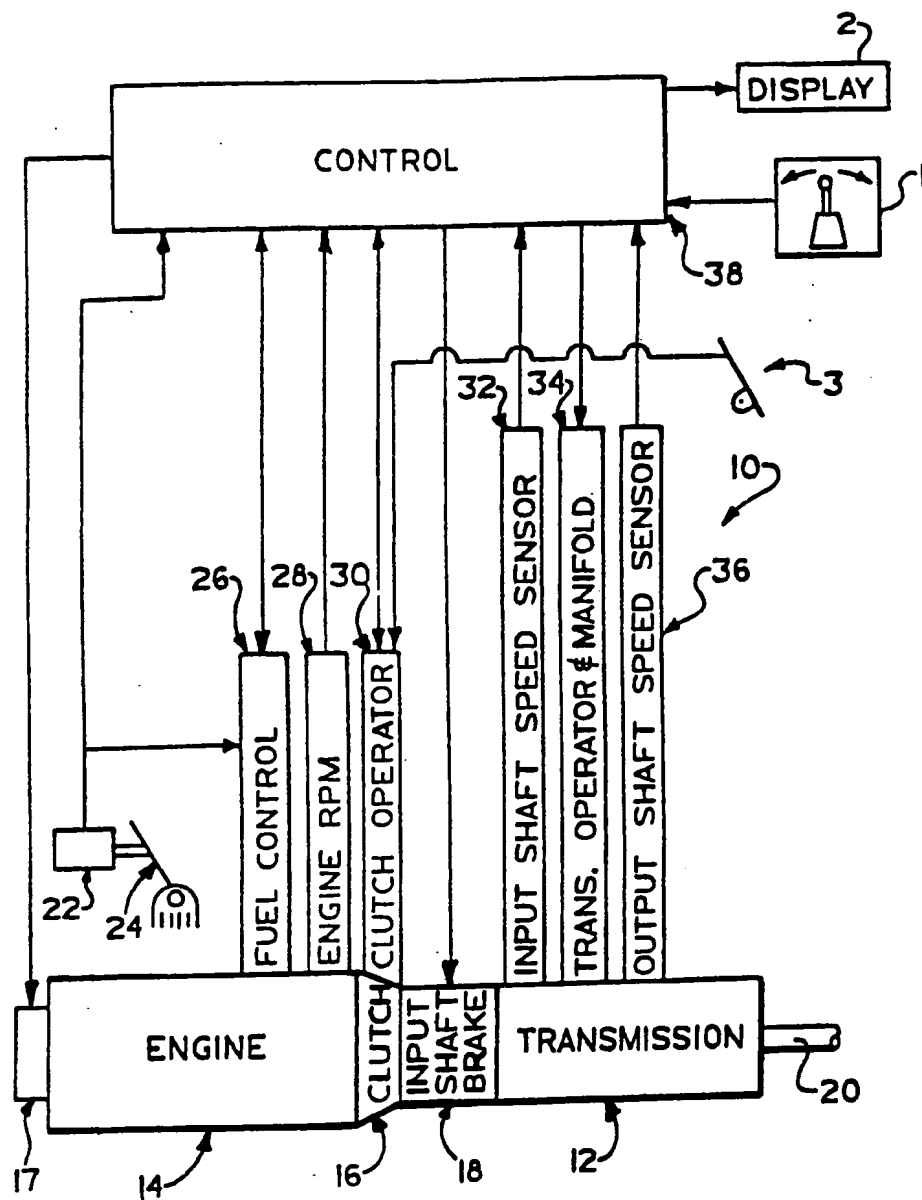 2
DISPLAY
CONTROL
1
38
3
32
34
10
26
28
30
36
FUEL CONTROL
ENGINE RPM
CLUTCH OPERATOR
INPUT SHAFT SPEED SENSOR
TRANS. OPERATOR & MANIFOLD
OUTPUT SHAFT SPEED SENSOR
22
24
ENGINE
CLUTCH
INPUT
SHAFT
BRAKE
TRANSMISSION
20
17
14
16
18
12